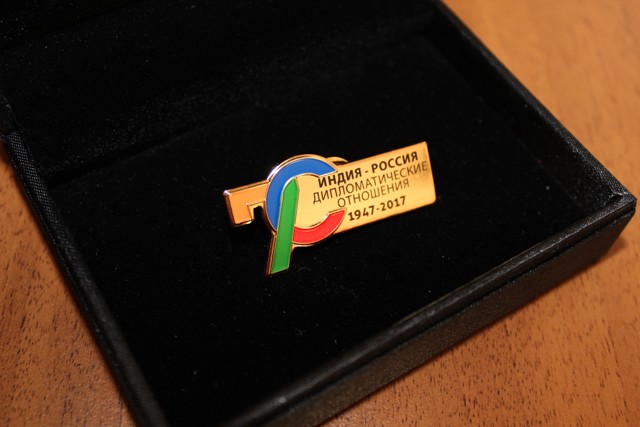 ИНДИЯ - РОССИЯ
ДИПЛОМАТИЧЕСКИЕ
ОТНОШЕНИЯ
1947-2017